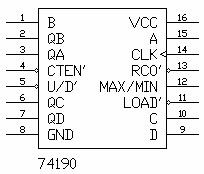 1 B VCC 16
2 QB A 15
3 QA CLK 14
4 CTEN' RCO' 13
5 U/D' MAX/MIN 12
6 QC LOAD' 11
7 QD C 10
8 GND D 9
74190